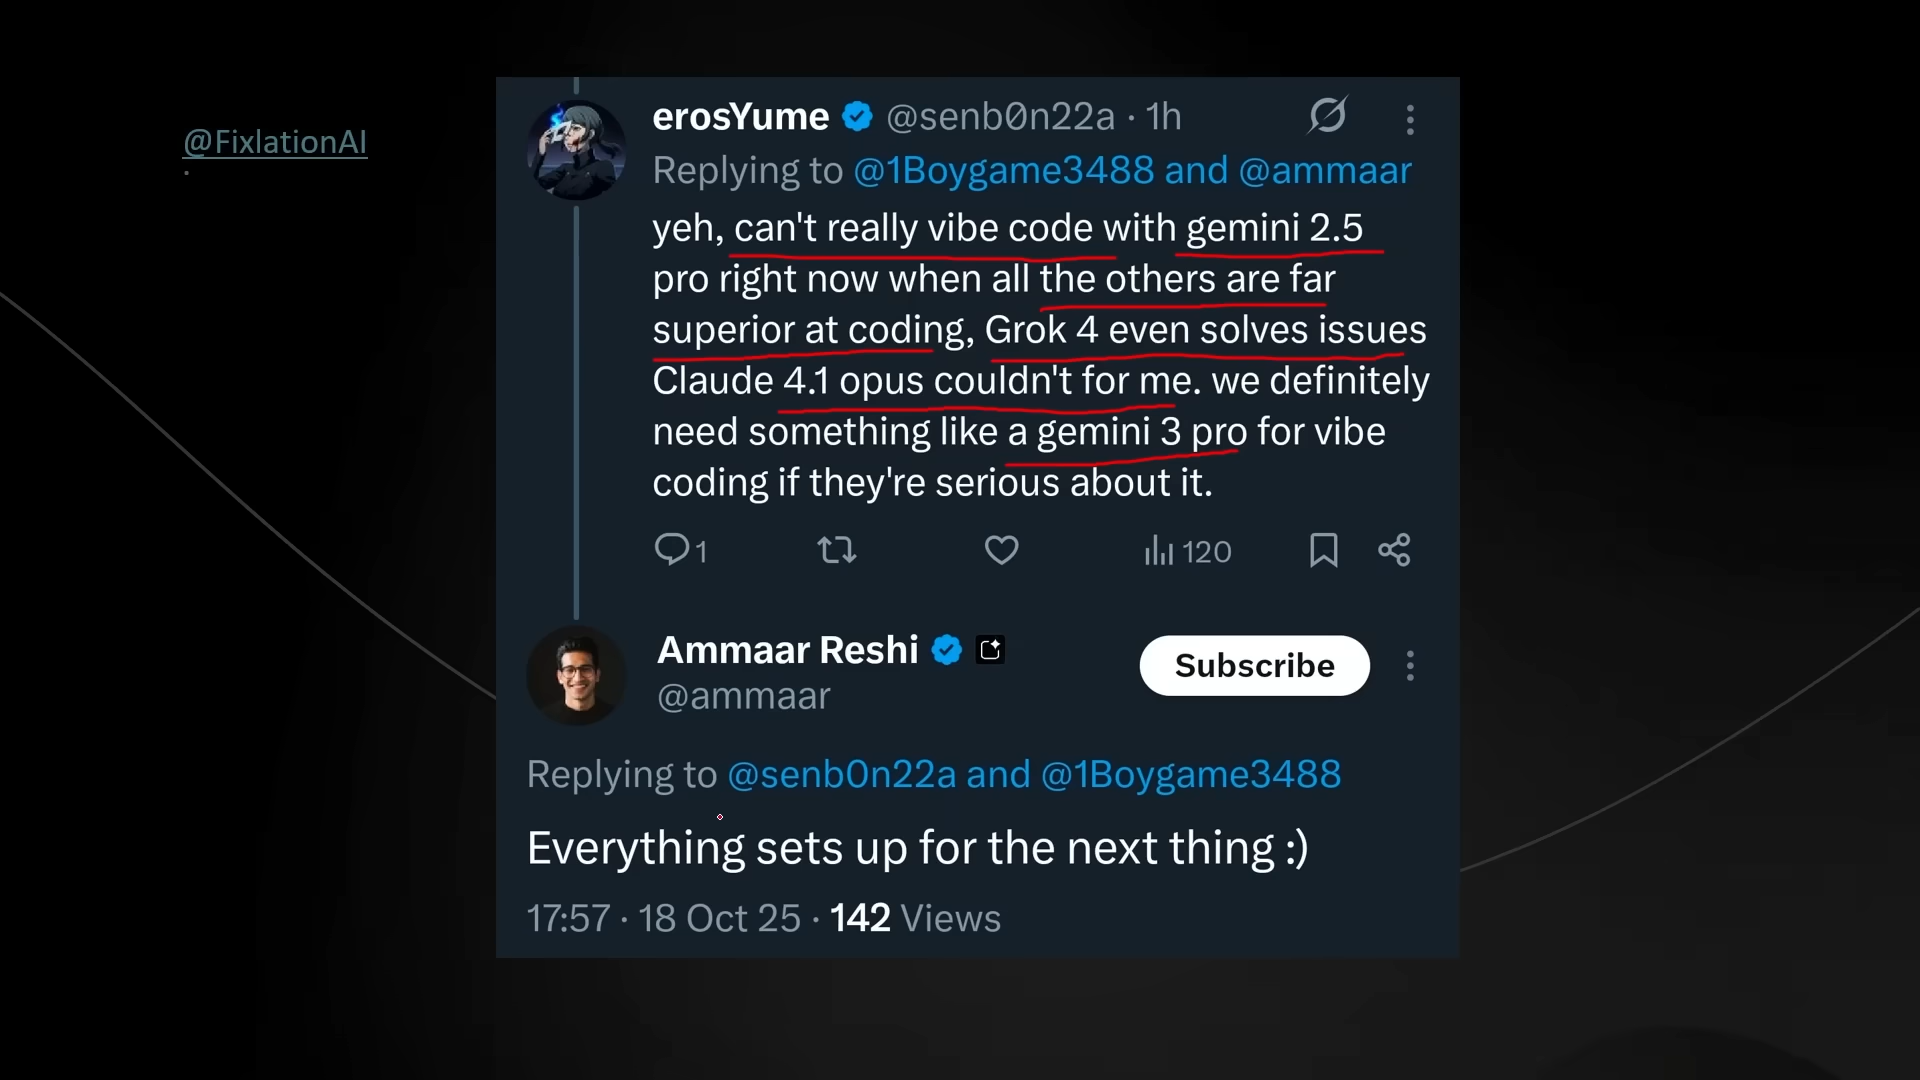 @FixlationAI
.
erosYume @senb0n22a · 1h
Replying to @1Boygame3488 and @ammaar
yeh, can't really vibe code with gemini 2.5
pro right now when all the others are far
superior at coding, Grok 4 even solves issues
Claude 4.1 opus couldn't for me. we definitely
need something like a gemini 3 pro for vibe
coding if they're serious about it.
1 120
Ammaar Reshi
Subscribe
@ammaar
Replying to @senb0n22a and @1Boygame3488
Everything sets up for the next thing :)
17:57 · 18 Oct 25 · 142 Views